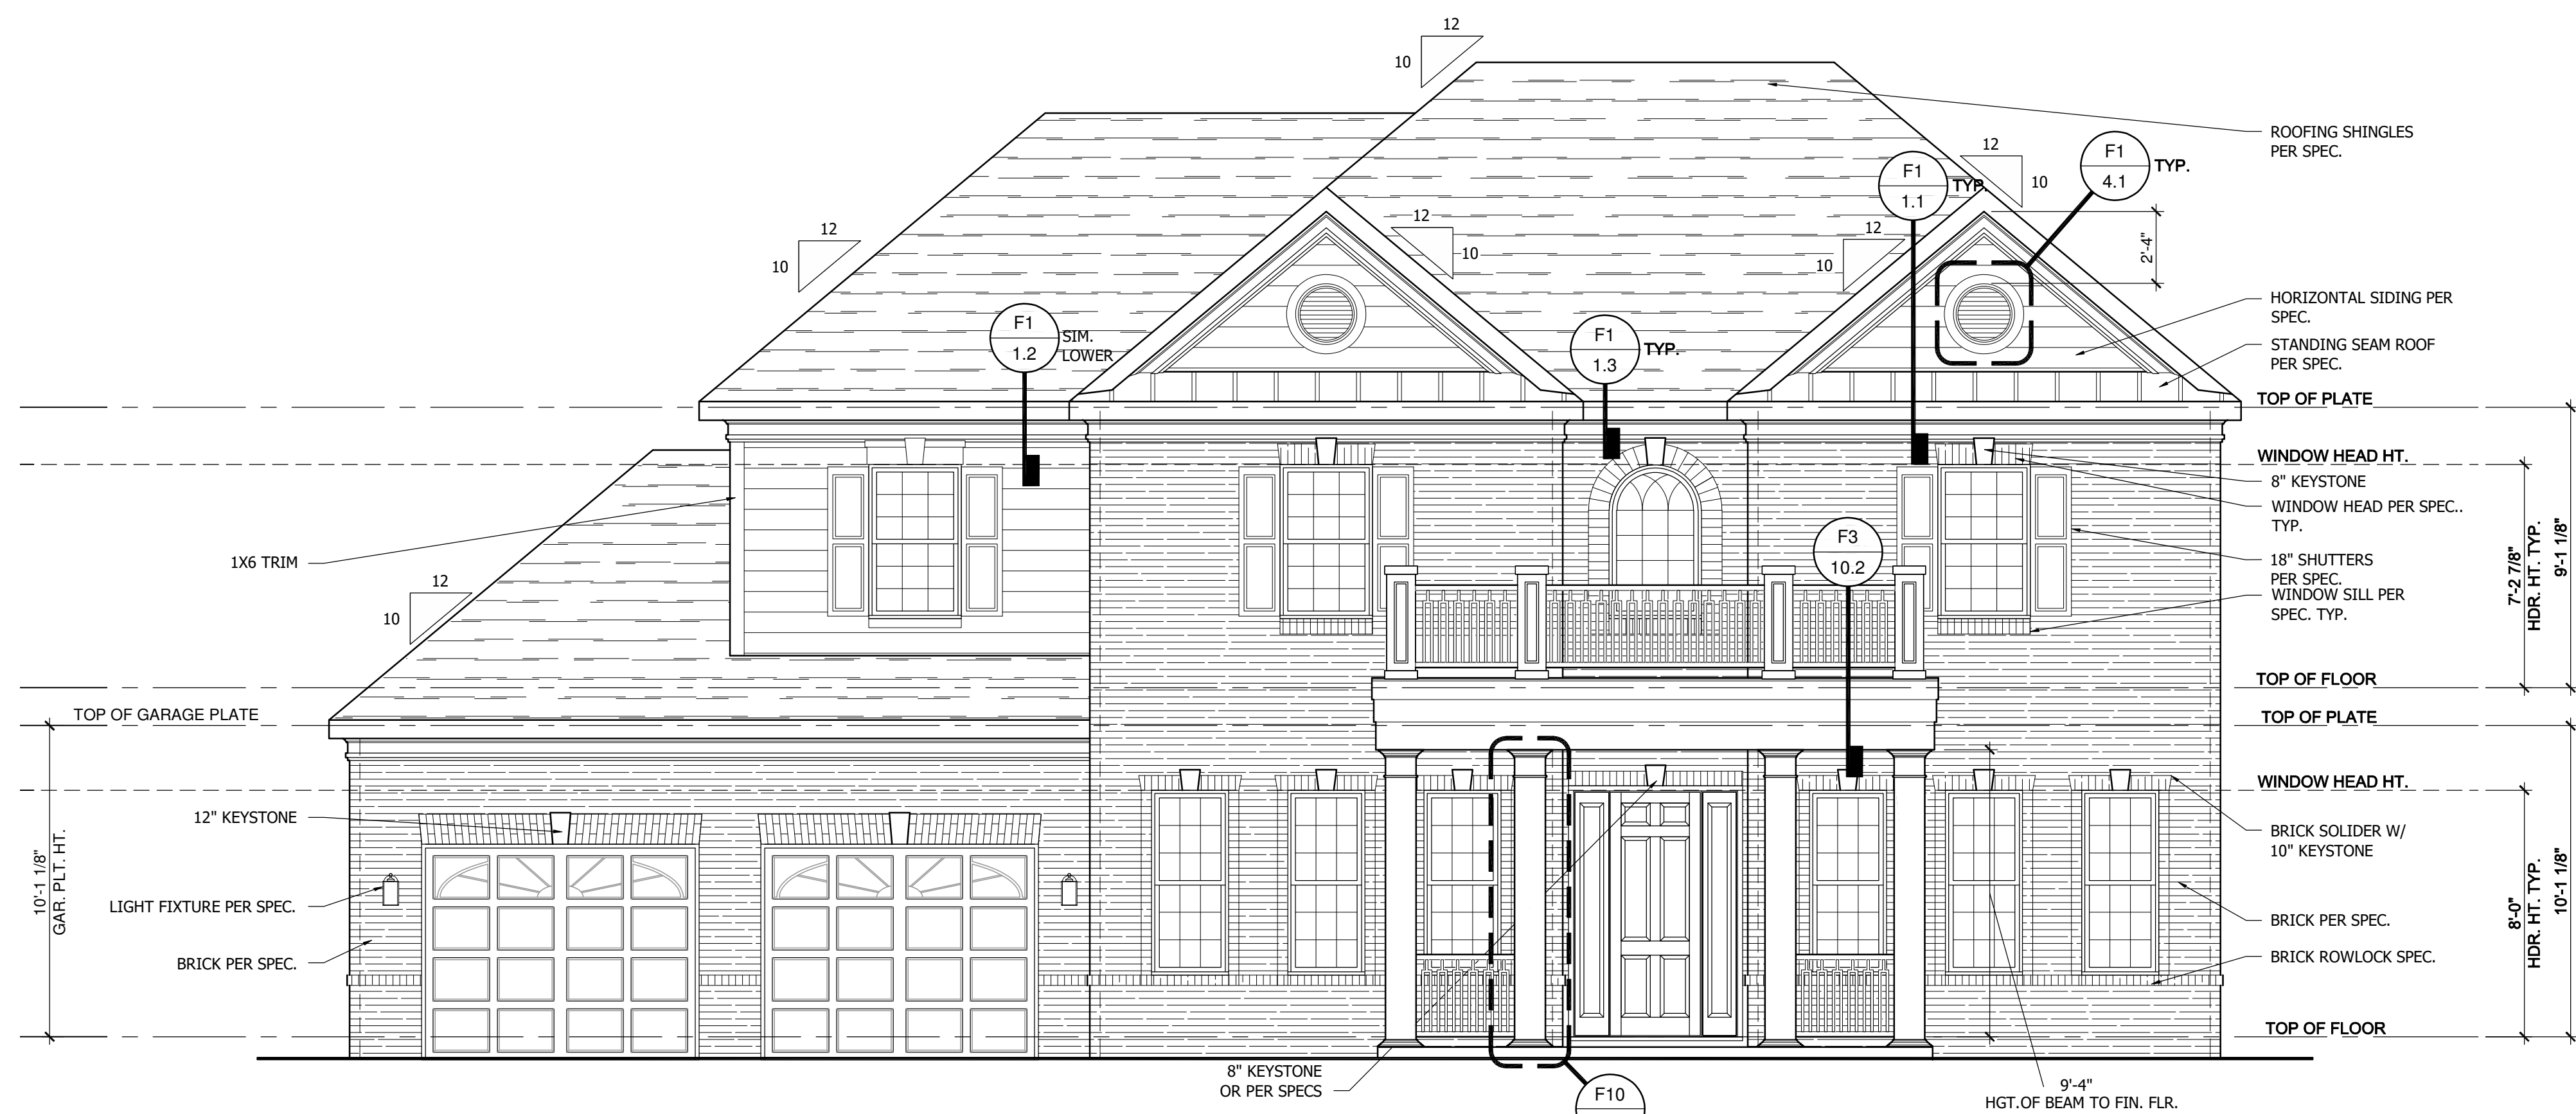 12
10
ROOFING SHINGLES
PER SPEC.
12
10
F1
4.1
TYP.
F1
1.1
TYP.
12
10
12
10
12
10
2'-4"
HORIZONTAL SIDING PER
SPEC.
F1
1.2
SIM.
LOWER
F1
1.3
TYP.
STANDING SEAM ROOF
PER SPEC.
TOP OF PLATE
WINDOW HEAD HT.
8" KEYSTONE
WINDOW HEAD PER SPEC..
TYP.
F3
10.2
18" SHUTTERS
PER SPEC.
WINDOW SILL PER
SPEC. TYP.
7'-2 7/8"
HDR. HT. TYP.
9'-1 1/8"
1X6 TRIM
12
10
TOP OF FLOOR
TOP OF GARAGE PLATE
TOP OF PLATE
WINDOW HEAD HT.
12" KEYSTONE
BRICK SOLIDER W/
10" KEYSTONE
10'-1 1/8"
GAR. PLT. HT.
LIGHT FIXTURE PER SPEC.
BRICK PER SPEC.
BRICK PER SPEC.
BRICK ROWLOCK SPEC.
8'-0"
HDR. HT. TYP.
10'-1 1/8"
TOP OF FLOOR
8" KEYSTONE
OR PER SPECS
F10
9'-4"
HGT.OF BEAM TO FIN. FLR.